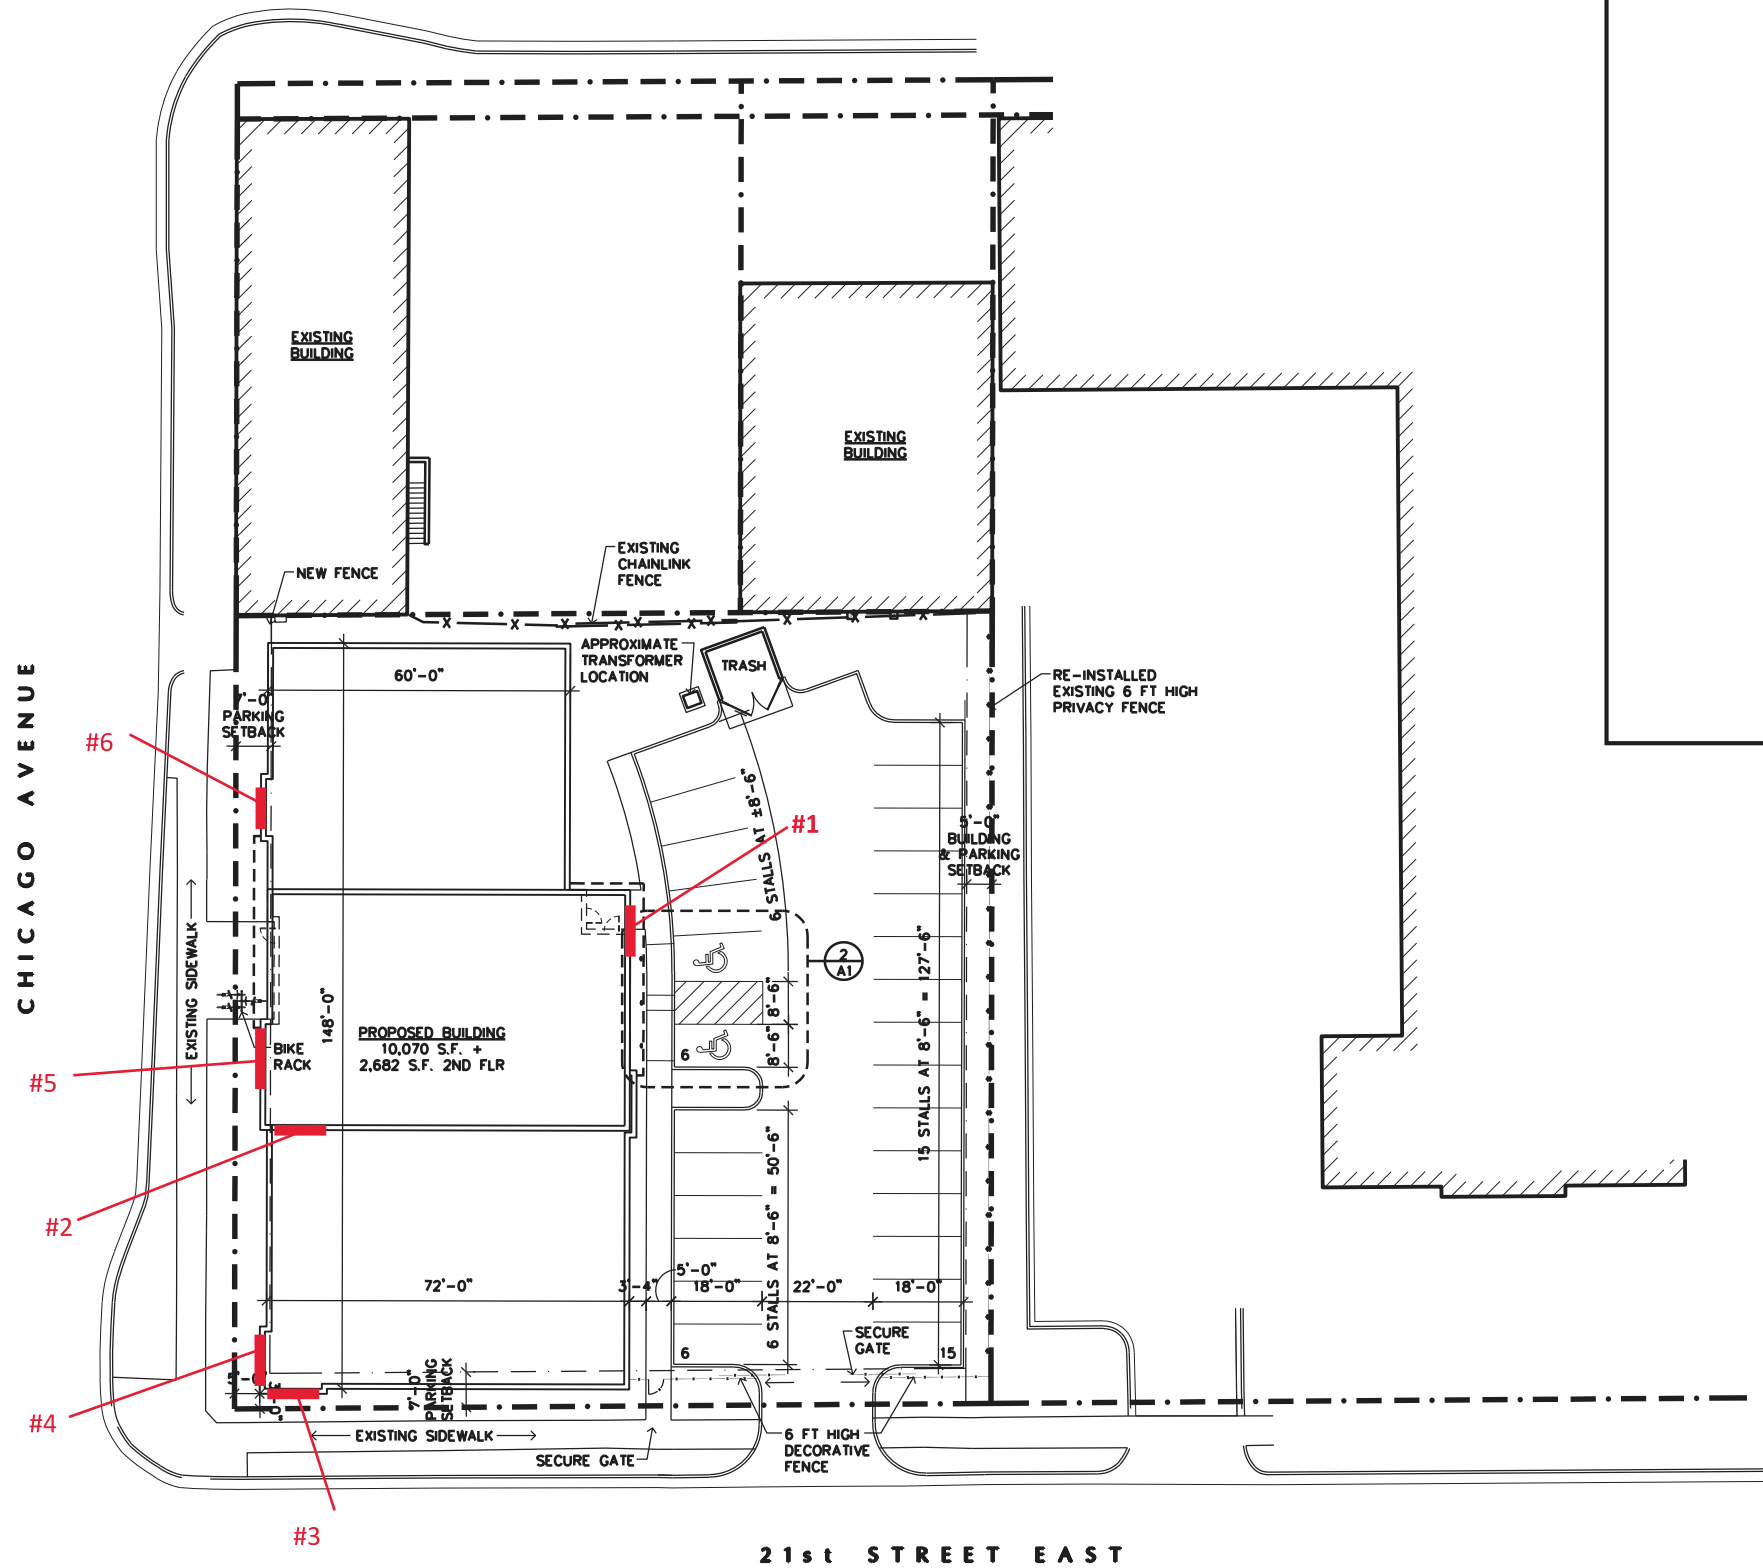 EXISTING
BUILDING
EXISTING
BUILDING
NEW FENCE
EXISTING
CHAINLINK
FENCE
APPROXIMATE
TRANSFORMER
LOCATION
TRASH
RE-INSTALLED
EXISTING 6 FT HIGH
PRIVACY FENCE
60'-0"
7'-0"
PARKING
SETBACK
#6
CHICAGO AVENUE
6 STALLS AT ±8'-6"
#1
5'-0"
BUILDING
& PARKING
SETBACK
EXISTING SIDEWALK
148'-0"
PROPOSED BUILDING
10,070 S.F. +
2,682 S.F. 2ND FLR
BIKE
RACK
2
A1
8'-6"
8'-6"
6
15 STALLS AT 8'-6" = 127'-6"
#5
#2
6 STALLS AT 8'-6" = 50'-6"
72'-0"
3'-4"
5'-0"
18'-0"
22'-0"
18'-0"
SECURE
GATE
6
15
7'-0"
PARKING
SETBACK
#4
EXISTING SIDEWALK
SECURE GATE
6 FT HIGH
DECORATIVE
FENCE
#3
21st STREET EAST